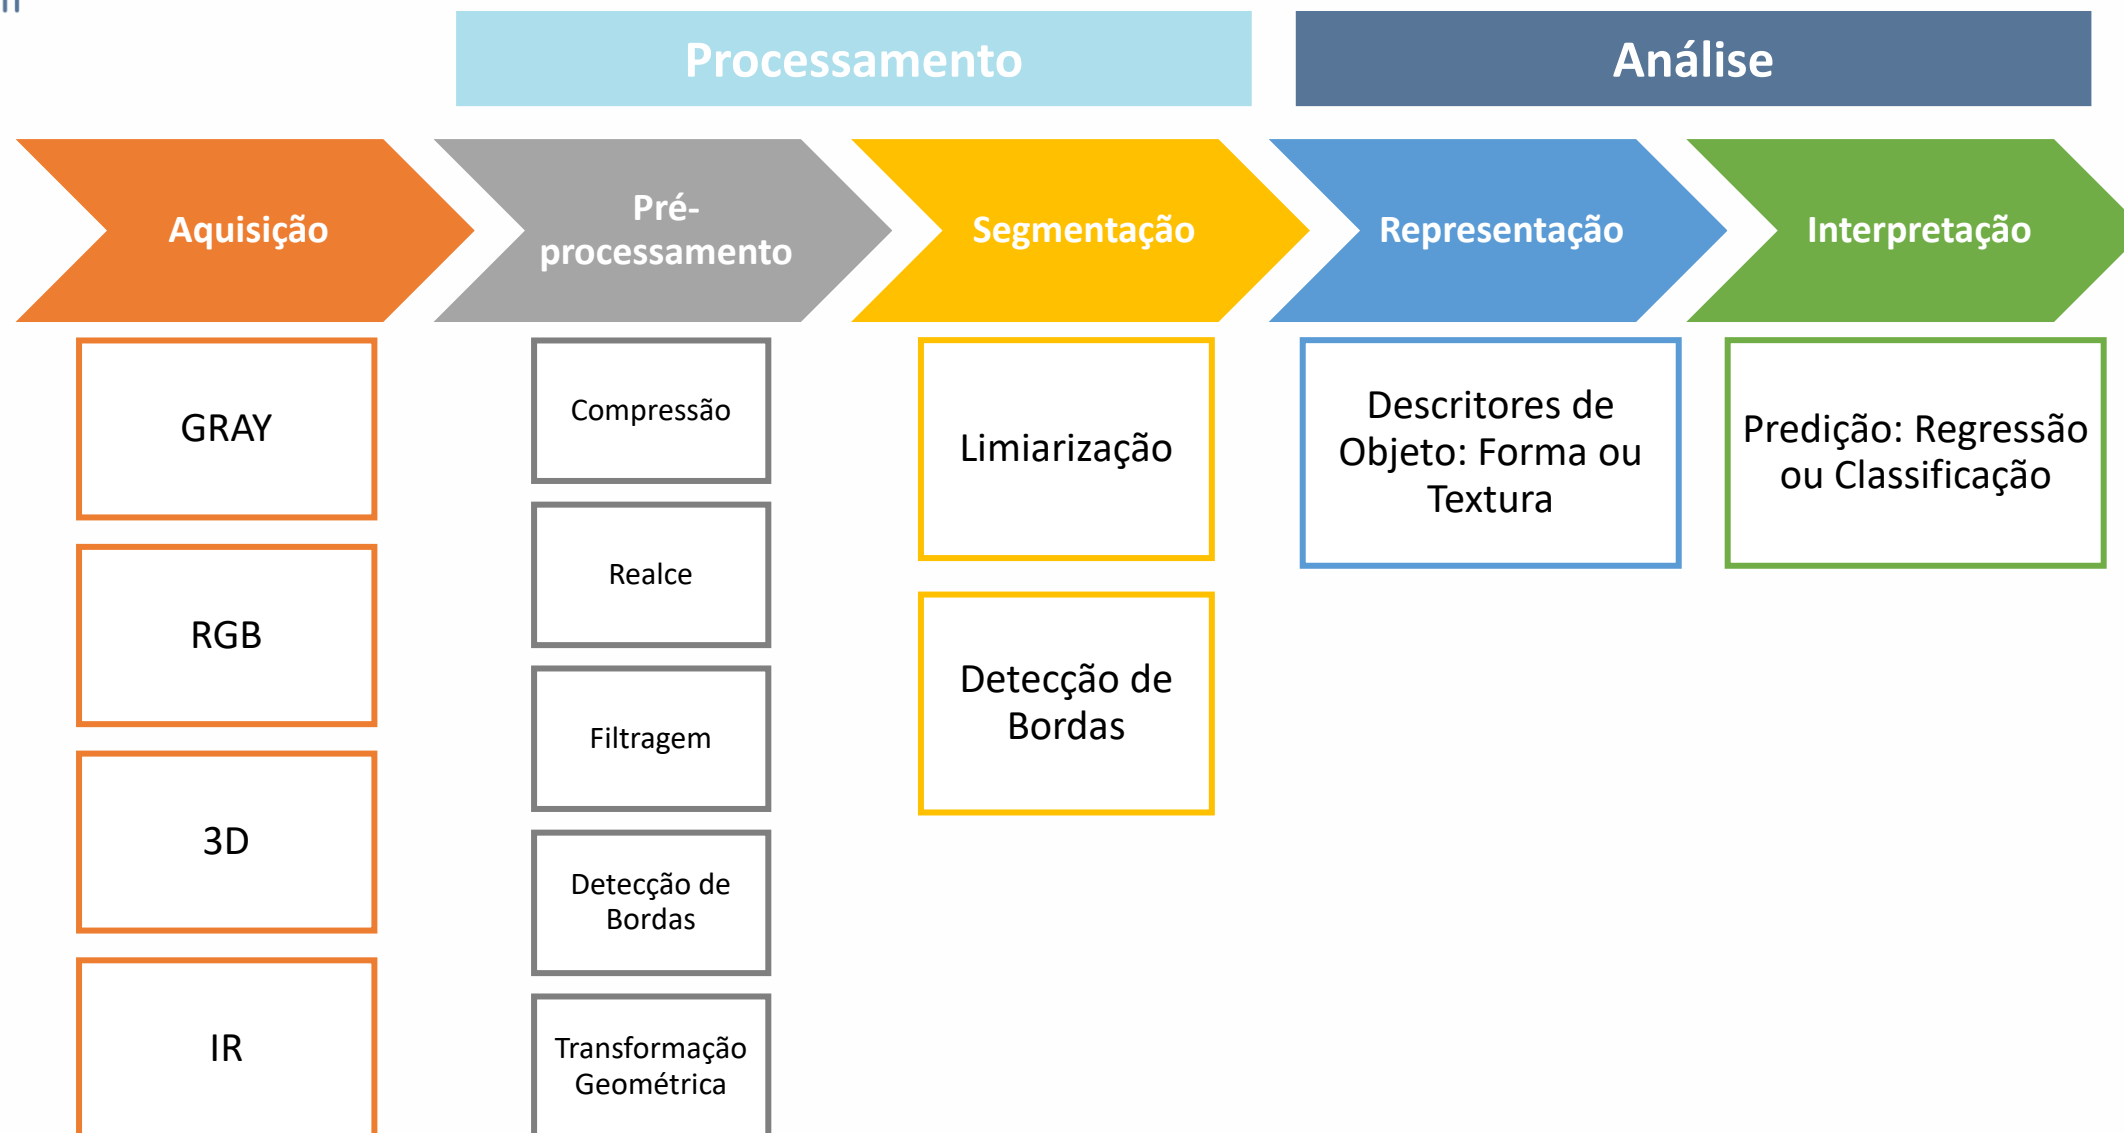 Processamento
Análise
Aquisição
Pré-
processamento
Segmentação
Representação
Interpretação
GRAY
RGB
3D
IR
Compressão
Realce
Filtragem
Detecção de
Bordas
Transformação
Geométrica
Limiarização
Detecção de
Bordas
Descritores de
Objeto: Forma ou
Textura
Predição: Regressão
ou Classificação